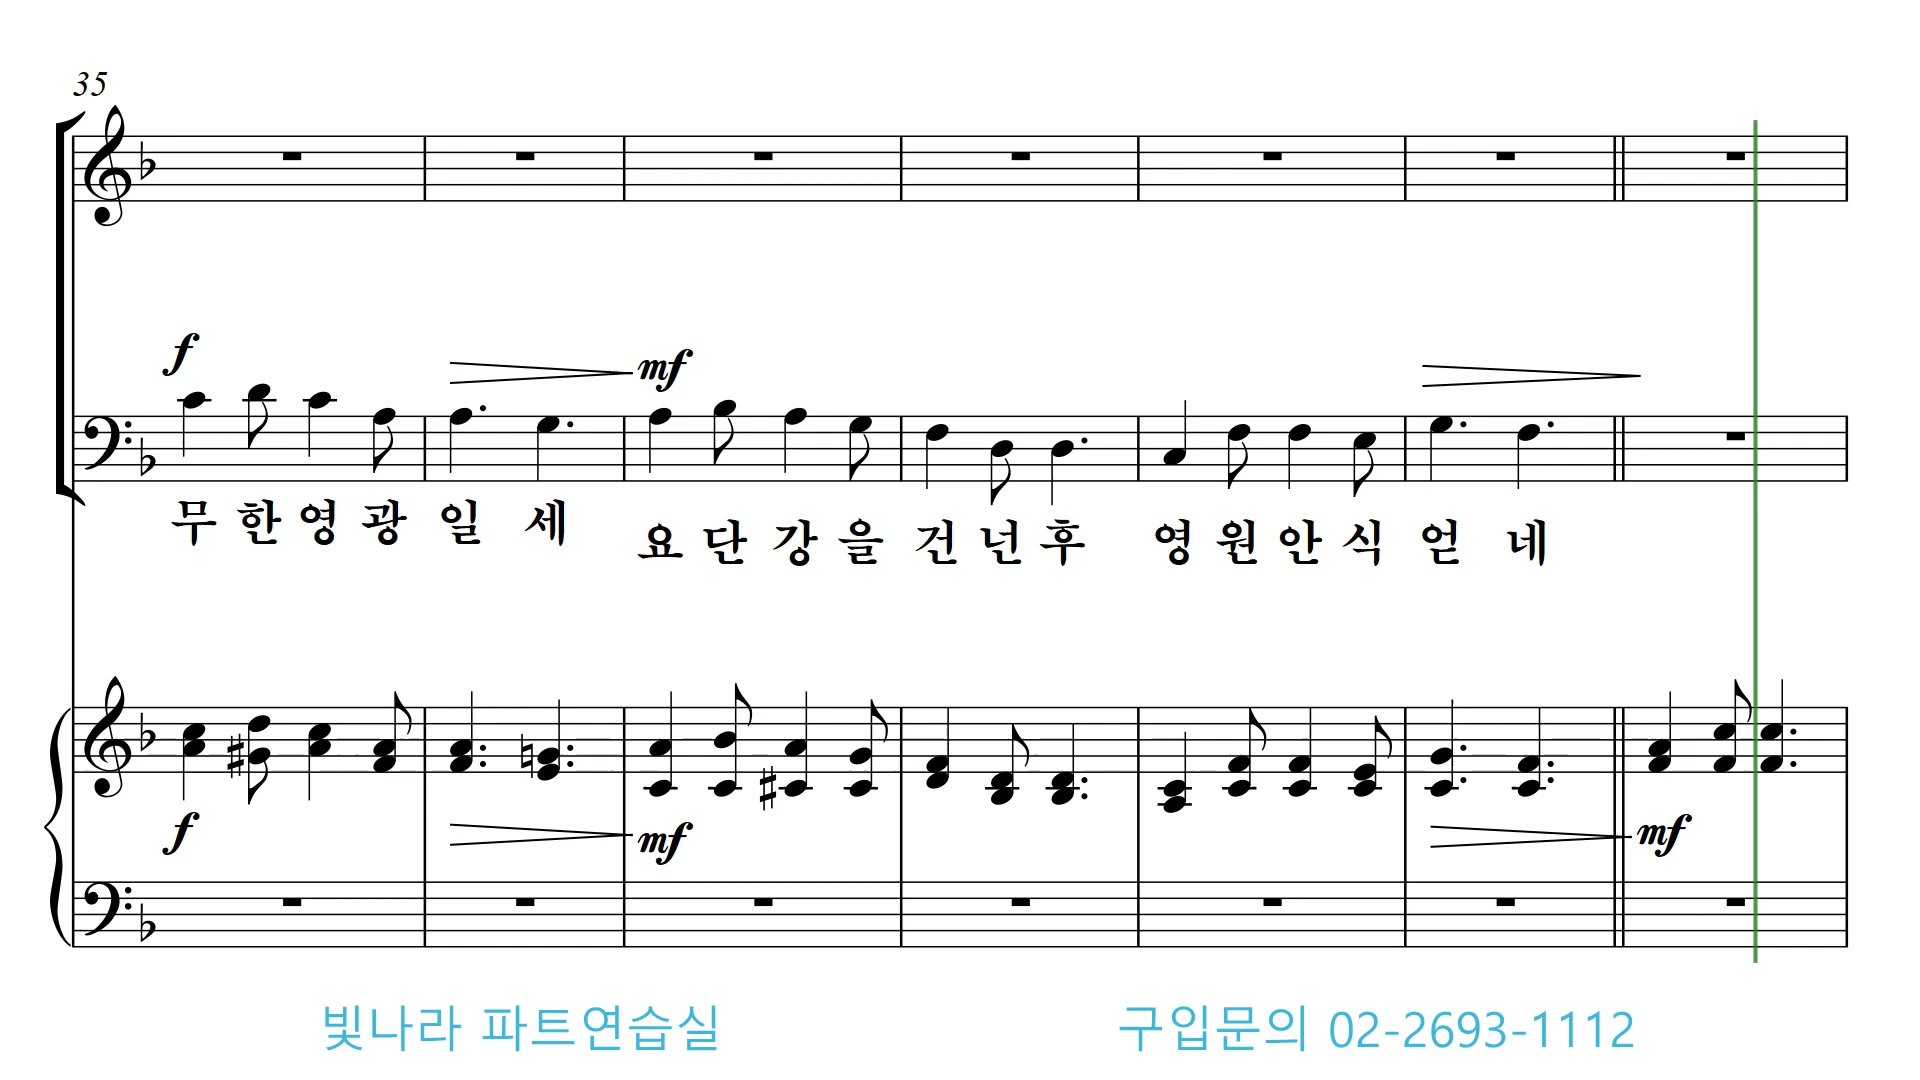 35
f
mf
무 한 영 광 일 세 요 단 강 을 건 넌 후 영 원 안 식 얻 네
f
mf
mf
빛나라 파트연습실 구입문의 02-2693-1112